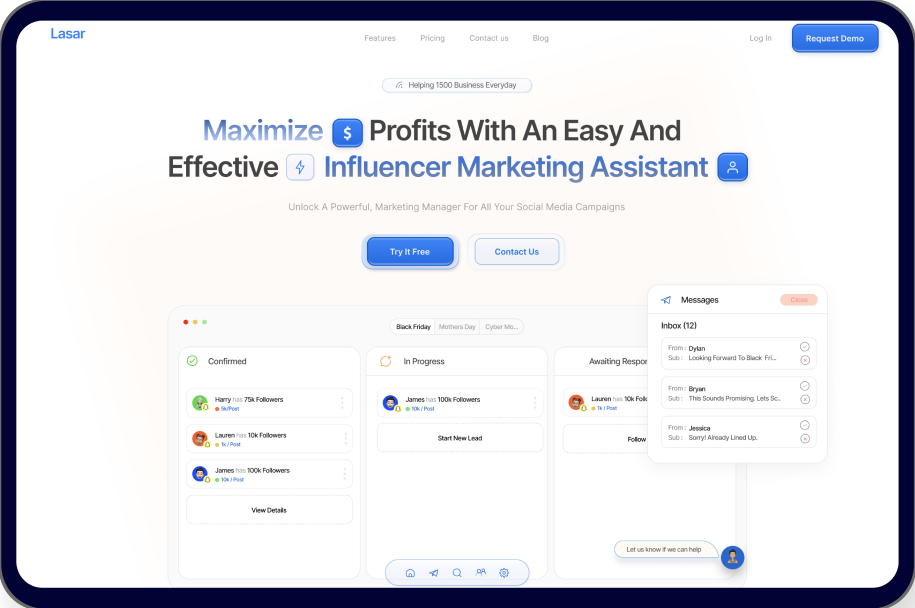 Lasar
Features Pricing Contact us Blog
Log In
Request Demo
Helping 1500 Business Everyday
Maximize $ Profits With An Easy And
Effective Influencer Marketing Assistant
Unlock A Powerful, Marketing Manager For All Your Social Media Campaigns
Try It Free
Contact Us
Black Friday Mothers Day Cyber Mo...
Confirmed
Harry has 75k Followers
5k/Post
Lauren has 10k Followers
1k / Post
James has 100k Followers
10k / Post
View Details
In Progress
James has 100k Followers
10k / Post
Start New Lead
Awaiting Respor
Lauren has 10k Follo
1k / Post
Follow
Messages
Close
Inbox (12)
From : Dylan
Sub : Looking Forward To Black Fri...
From : Bryan
Sub : This Sounds Promising. Lets Sc..
From : Jessica
Sub : Sorry! Already Lined Up.
Let us know if we can help